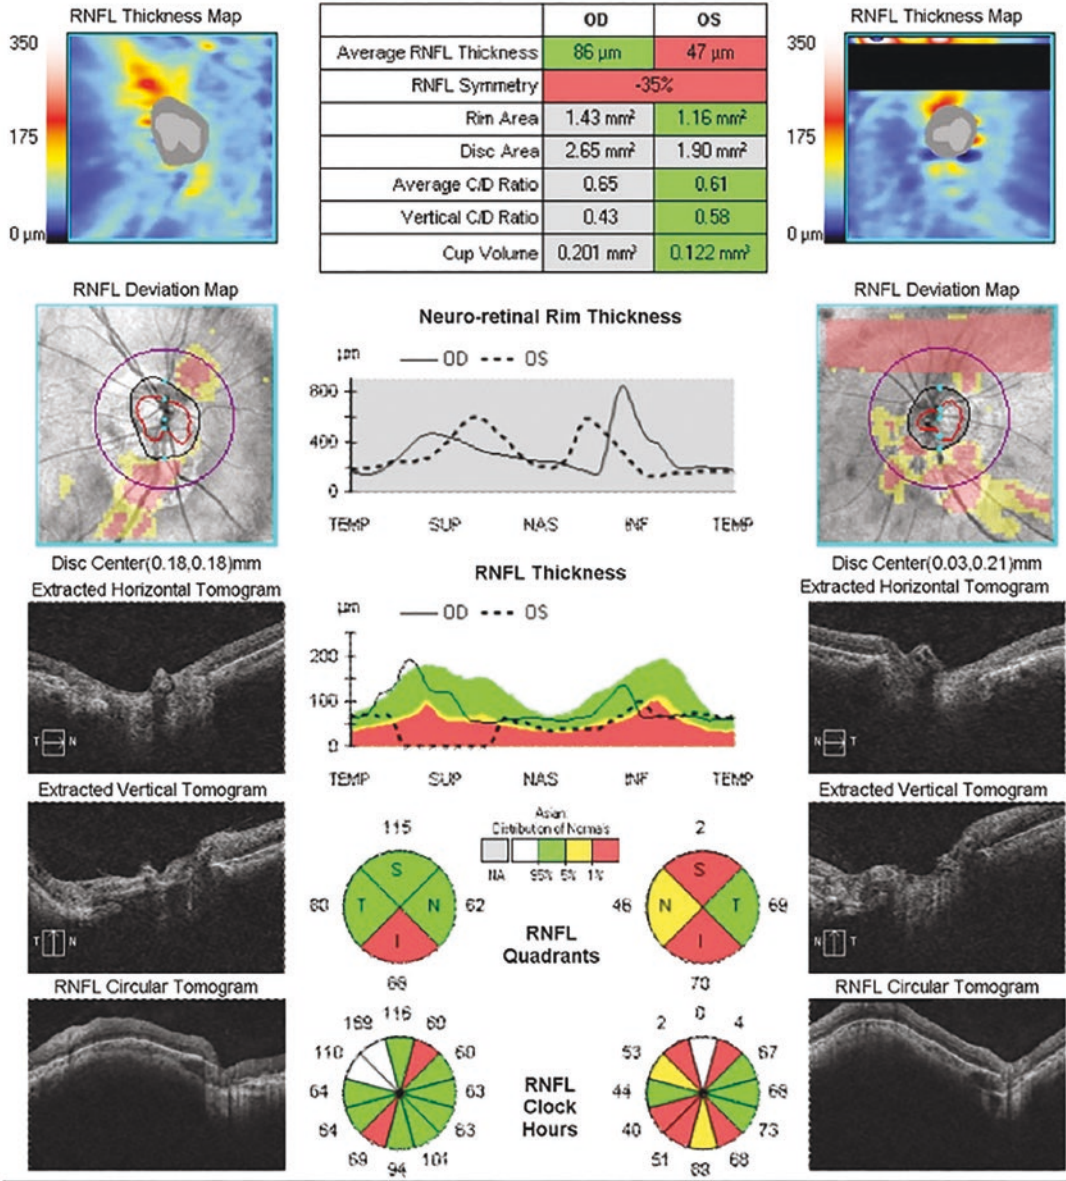 RNFL Thickness Map
350
175
0 µm
OD OS
Average RNFL Thickness 86 µm 47 µm
RNFL Symmetry -35%
Rim Area 1.43 mm² 1.16 mm²
Disc Area 2.65 mm² 1.90 mm²
Average C/D Ratio 0.65 0.61
Vertical C/D Ratio 0.43 0.58
Cup Volume 0.201 mm³ 0.122 mm³
RNFL Thickness Map
350
175
0 µm
RNFL Deviation Map
Disc Center(0.18,0.18)mm
Neuro-retinal Rim Thickness
µm OD OS
800
400
0
TEMP SUP NAS INF TEMP
RNFL Deviation Map
Disc Center(0.03,0.21)mm
Extracted Horizontal Tomogram
T N
RNFL Thickness
µm OD OS
200
100
0
TEMP SUP NAS INF TEMP
Extracted Horizontal Tomogram
N T
Extracted Vertical Tomogram
T N
115
S
T N 62
I
Asian
Distribution of Normals
NA 95% 5% 1%
RNFL
Quadrants
2
S
N T
I
70
Extracted Vertical Tomogram
N T
RNFL Circular Tomogram
116
110
64 63
64 63
94 101
RNFL
Clock
Hours
0
2 4
53 67
44
40 73
51 68
RNFL Circular Tomogram